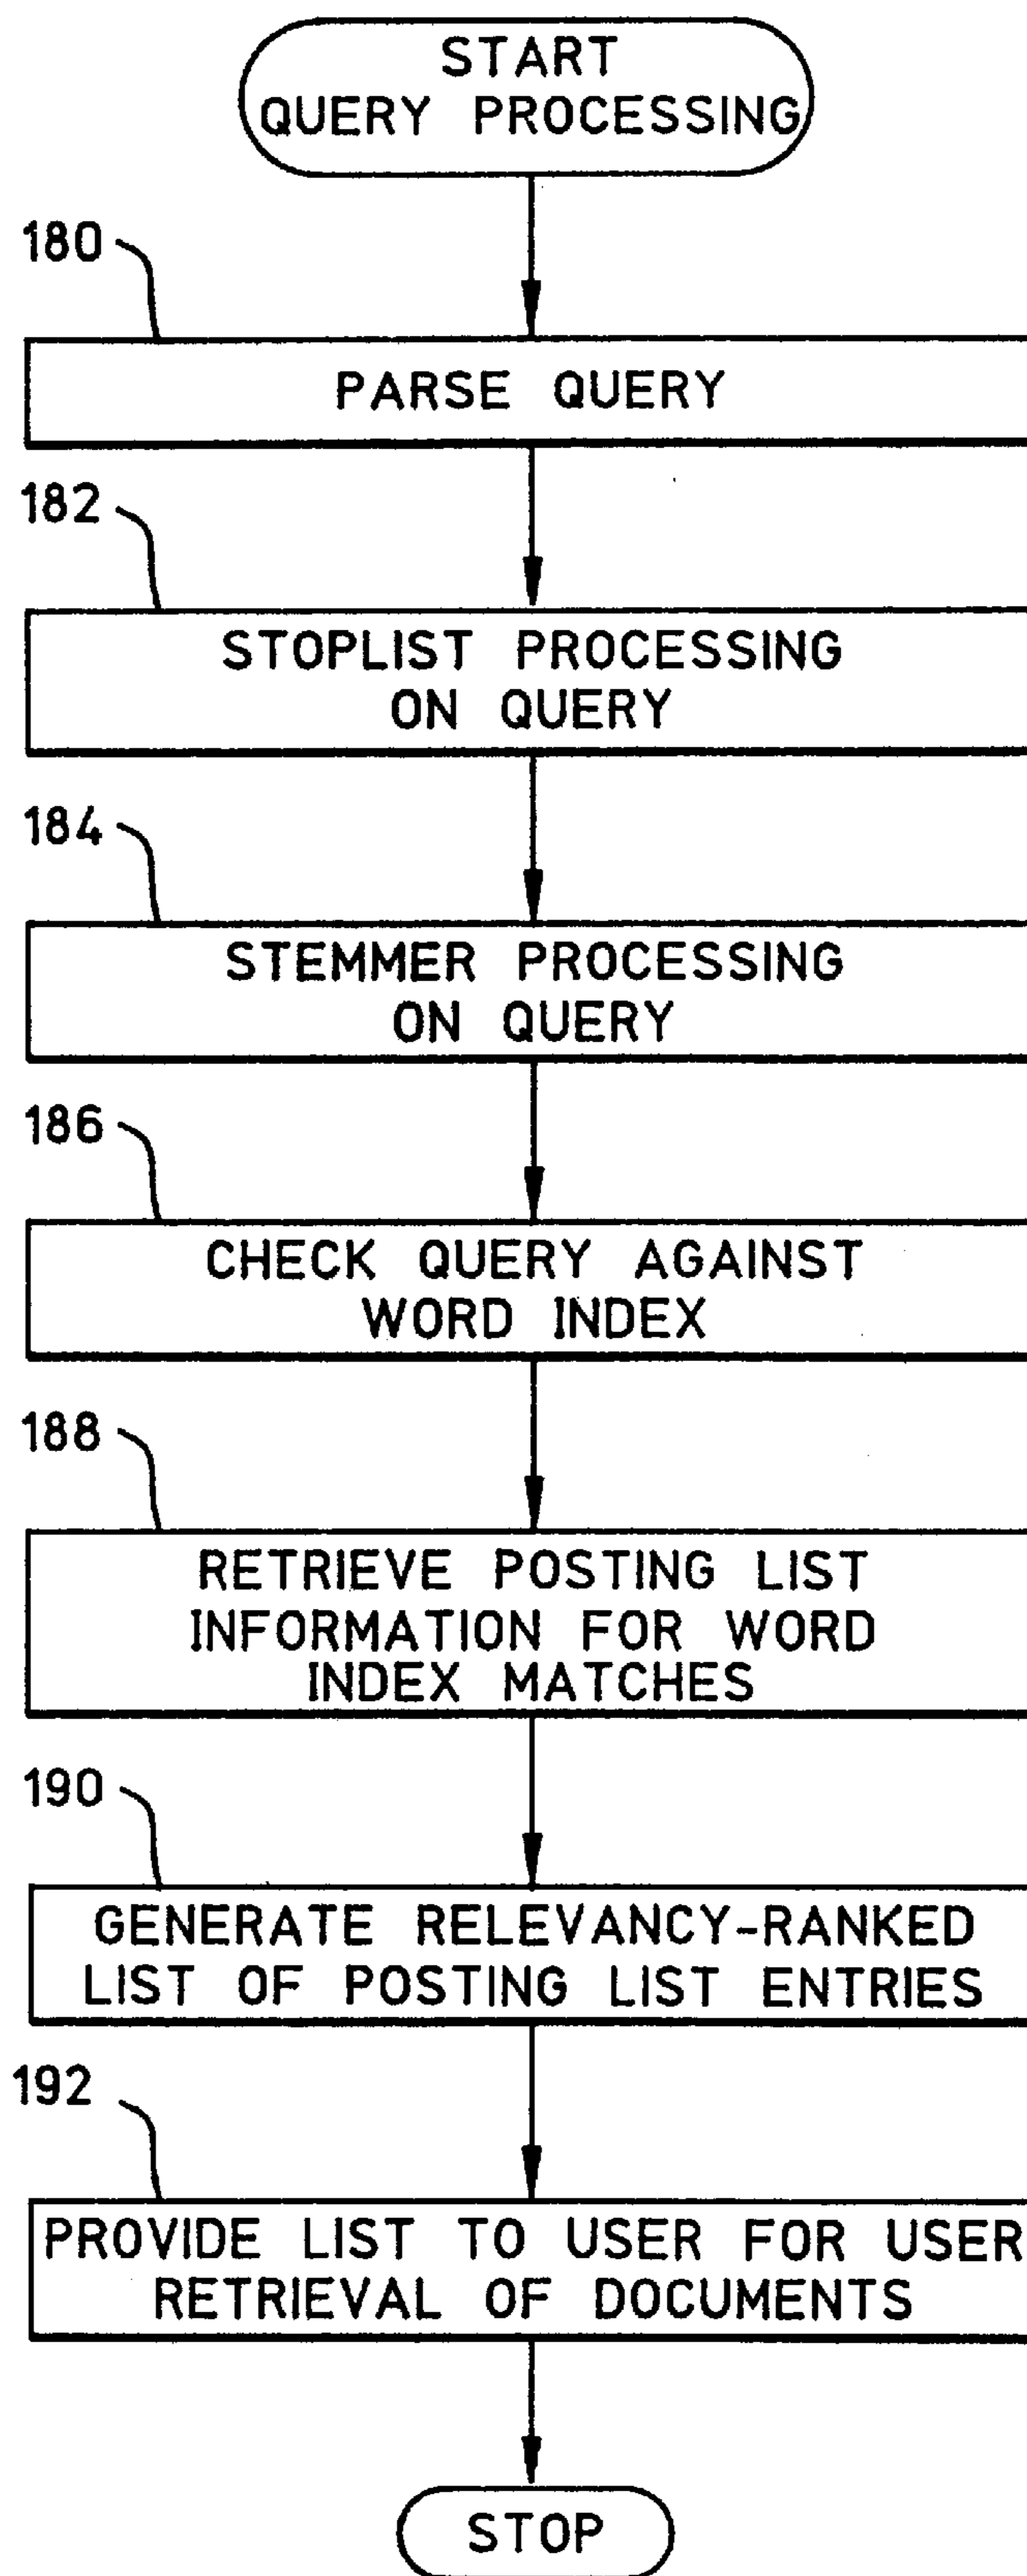 START
QUERY PROCESSING
180
PARSE QUERY
182
STOPLIST PROCESSING
ON QUERY
184
STEMMER PROCESSING
ON QUERY
186
CHECK QUERY AGAINST
WORD INDEX
188
RETRIEVE POSTING LIST
INFORMATION FOR WORD
INDEX MATCHES
190
GENERATE RELEVANCY-RANKED
LIST OF POSTING LIST ENTRIES
192
PROVIDE LIST TO USER FOR USER
RETRIEVAL OF DOCUMENTS
STOP